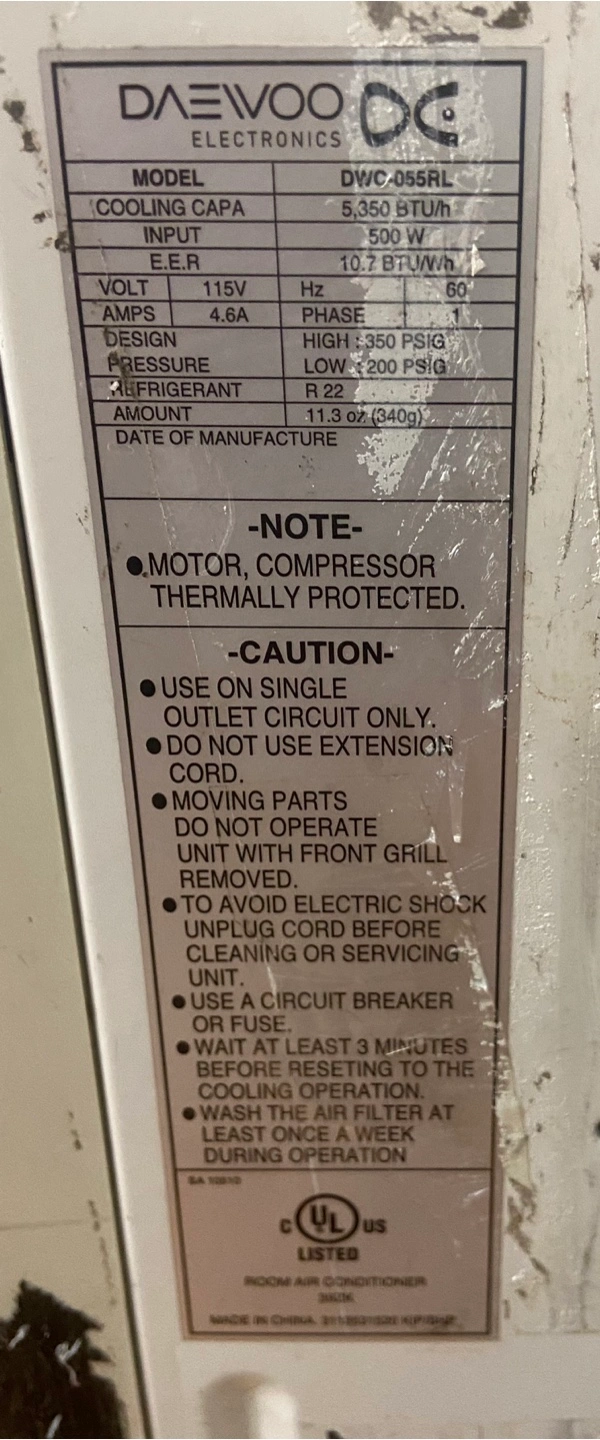 DAEWOO
ELECTRONICS
MODEL DWC-055RL
COOLING CAPA 5,350 BTU/h
INPUT 500 W
E.E.R 10.7 BTU/Wh
VOLT 115V Hz 60
AMPS 4.6A PHASE 1
DESIGN HIGH : 350 PSIG
PRESSURE LOW : 200 PSIG
REFRIGERANT R 22
AMOUNT 11.3 oz (340g)
DATE OF MANUFACTURE
-NOTE-
●MOTOR, COMPRESSOR
THERMALLY PROTECTED.
-CAUTION-
●USE ON SINGLE
OUTLET CIRCUIT ONLY.
●DO NOT USE EXTENSION
CORD.
●MOVING PARTS
DO NOT OPERATE
UNIT WITH FRONT GRILL
REMOVED.
●TO AVOID ELECTRIC SHOCK
UNPLUG CORD BEFORE
CLEANING OR SERVICING
UNIT.
●USE A CIRCUIT BREAKER
OR FUSE.
●WAIT AT LEAST 3 MINUTES
BEFORE RESETING TO THE
COOLING OPERATION.
●WASH THE AIR FILTER AT
LEAST ONCE A WEEK
DURING OPERATION
C UL US
LISTED
ROOM AIR CONDITIONER
MADE IN CHINA.